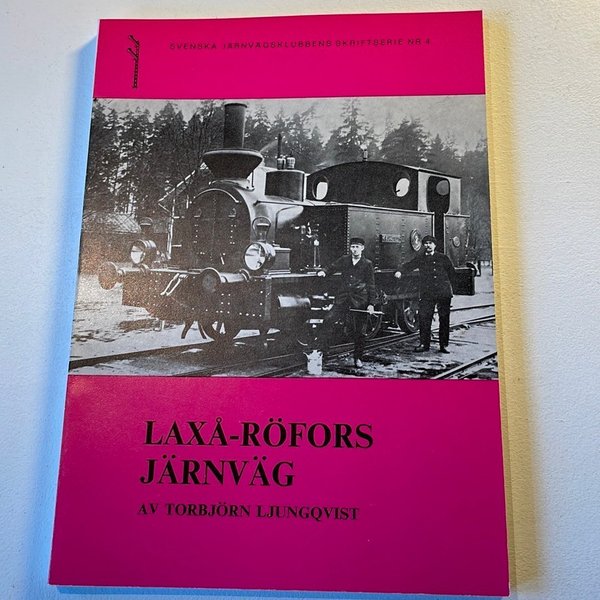 SVENSKA JÄRNVÄGSKLUBBENS SKRIFTSERIE NR 4
LAXÅ-RÖFORS
JÄRNVÄG
AV TORBJÖRN LJUNGQVIST